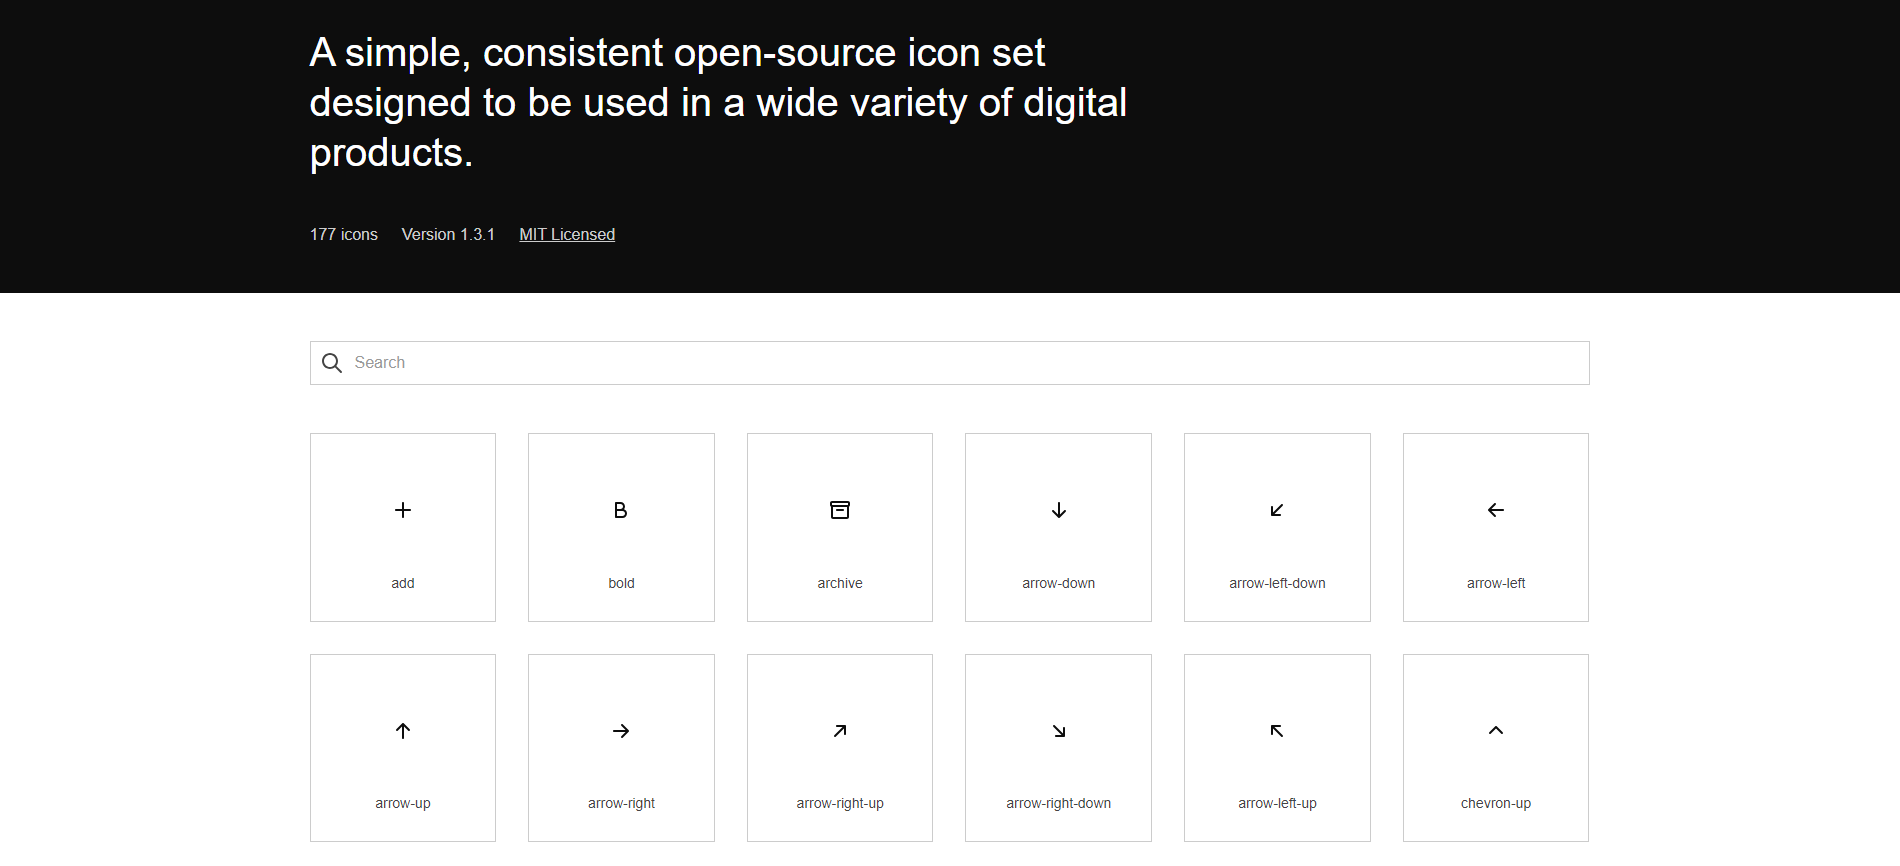 A simple, consistent open-source icon set
designed to be used in a wide variety of digital
products.
177 icons Version 1.3.1 MIT Licensed
Search
add bold archive arrow-down arrow-left-down arrow-left
arrow-up arrow-right arrow-right-up arrow-right-down arrow-left-up chevron-up